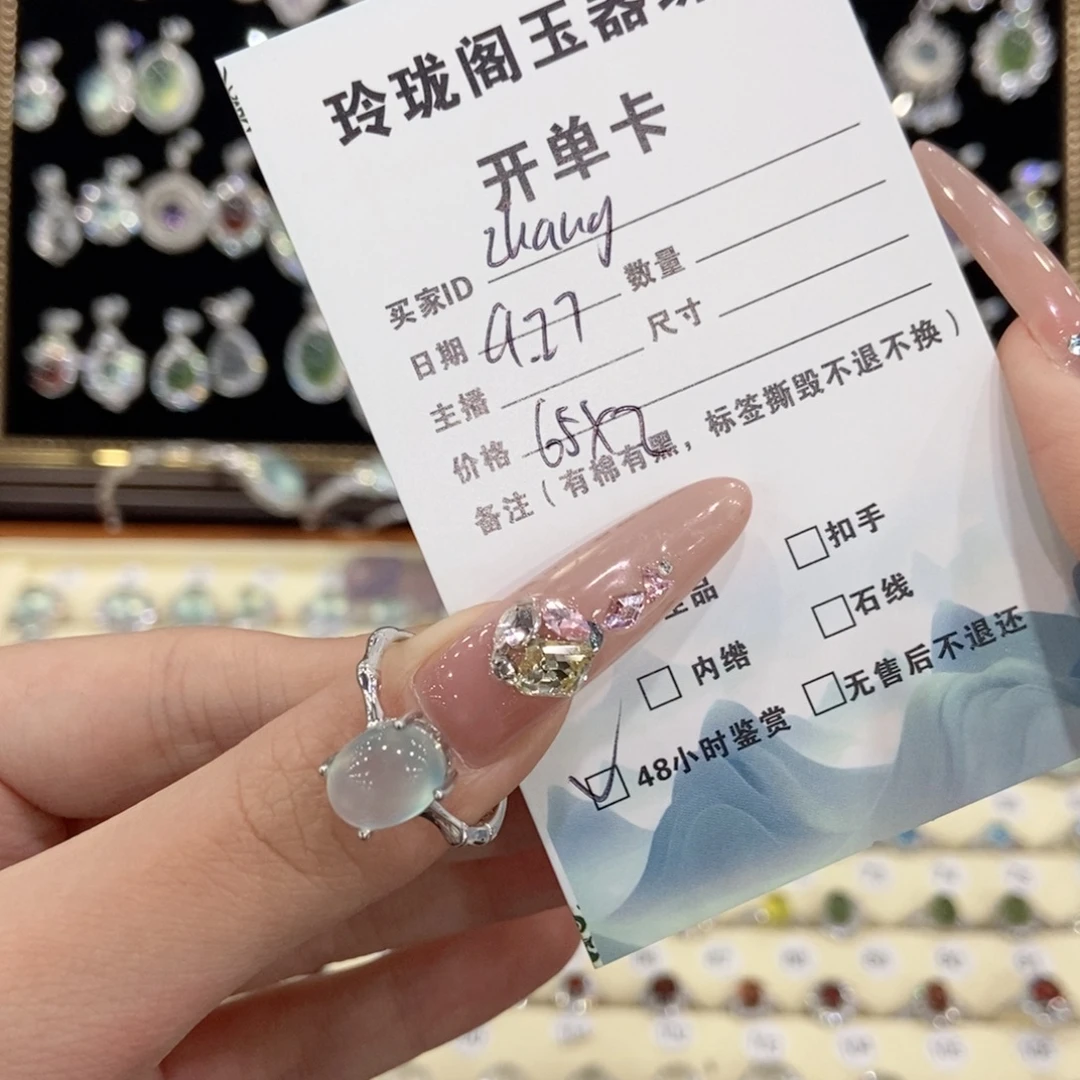 玲珑阁玉器
开单卡
买家ID zhang
日期 9.27 数量
主播 尺寸
价格 65X2
备注（有棉有黑，标签撕毁不退不换）
品 扣手
内绺 石线
✓ 48小时鉴赏 无售后不退还